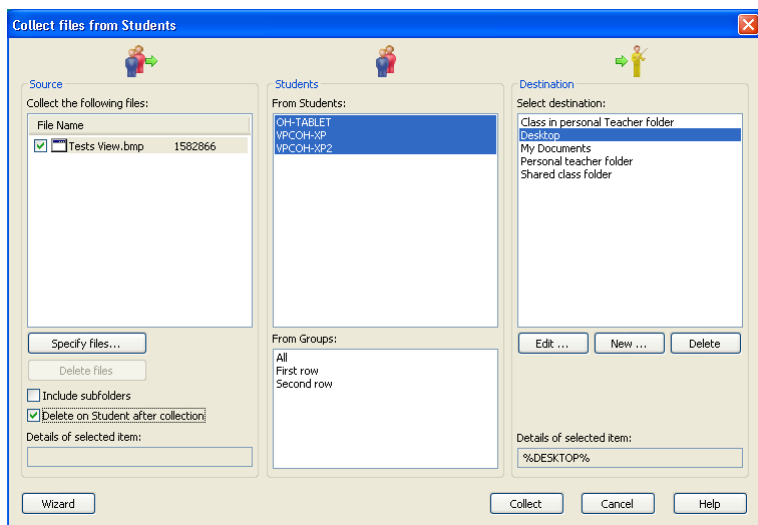 Collect files from Students
Source
Collect the following files:
File Name
Tests View.bmp 1582866
Specify files...
Delete files
Include subfolders
Delete on Student after collection
Details of selected item:
Students
From Students:
OH-TABLET
VPCOH-XP
VPCOH-XP2
From Groups:
All
First row
Second row
Destination
Select destination:
Class in personal Teacher folder
Desktop
My Documents
Personal teacher folder
Shared class folder
Edit ... New ... Delete
Details of selected item:
%DESKTOP%
Wizard Collect Cancel Help